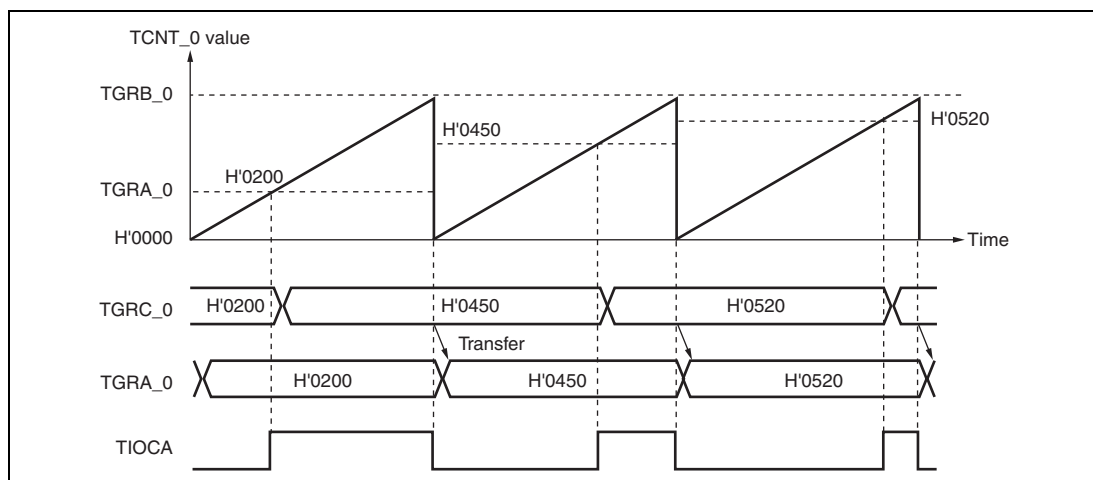 TCNT_0 value
TGRB_0
H'0520
H'0450
H'0200
TGRA_0
H'0000
Time
TGRC_0
H'0200
H'0450
H'0520
Transfer
TGRA_0
H'0200
H'0450
H'0520
TIOCA